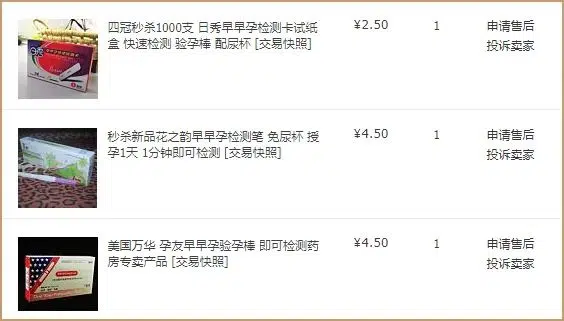 四冠秒杀1000支 日秀早早孕检测卡试纸
盒 快速检测 验孕棒 配尿杯 [交易快照]
¥2.50
1
申请售后
投诉卖家
秒杀新品花之韵早早孕检测笔 免尿杯 授
孕1天 1分钟即可检测 [交易快照]
¥4.50
1
申请售后
投诉卖家
美国万华 孕友早早孕验孕棒 即可检测药
房专卖产品 [交易快照]
¥4.50
1
申请售后
投诉卖家